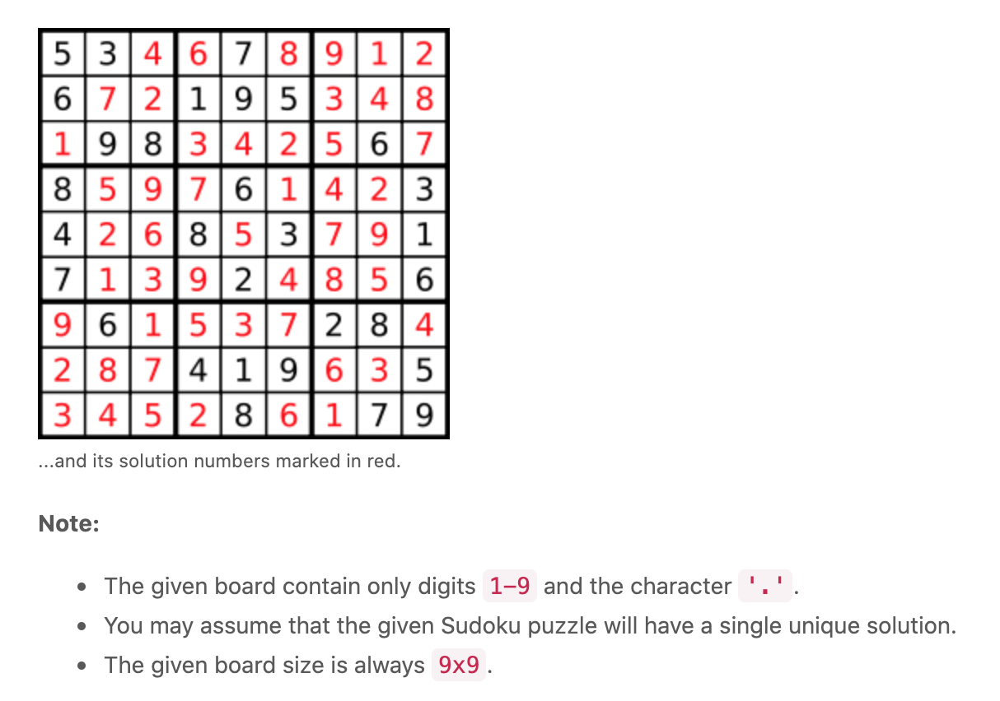 5 3 4 6 7 8 9 1 2
6 7 2 1 9 5 3 4 8
1 9 8 3 4 2 5 6 7
8 5 9 7 6 1 4 2 3
4 2 6 8 5 3 7 9 1
7 1 3 9 2 4 8 5 6
9 6 1 5 3 7 2 8 4
2 8 7 4 1 9 6 3 5
3 4 5 2 8 6 1 7 9
...and its solution numbers marked in red.
Note:
• The given board contain only digits 1-9 and the character '.'.
• You may assume that the given Sudoku puzzle will have a single unique solution.
• The given board size is always 9x9.